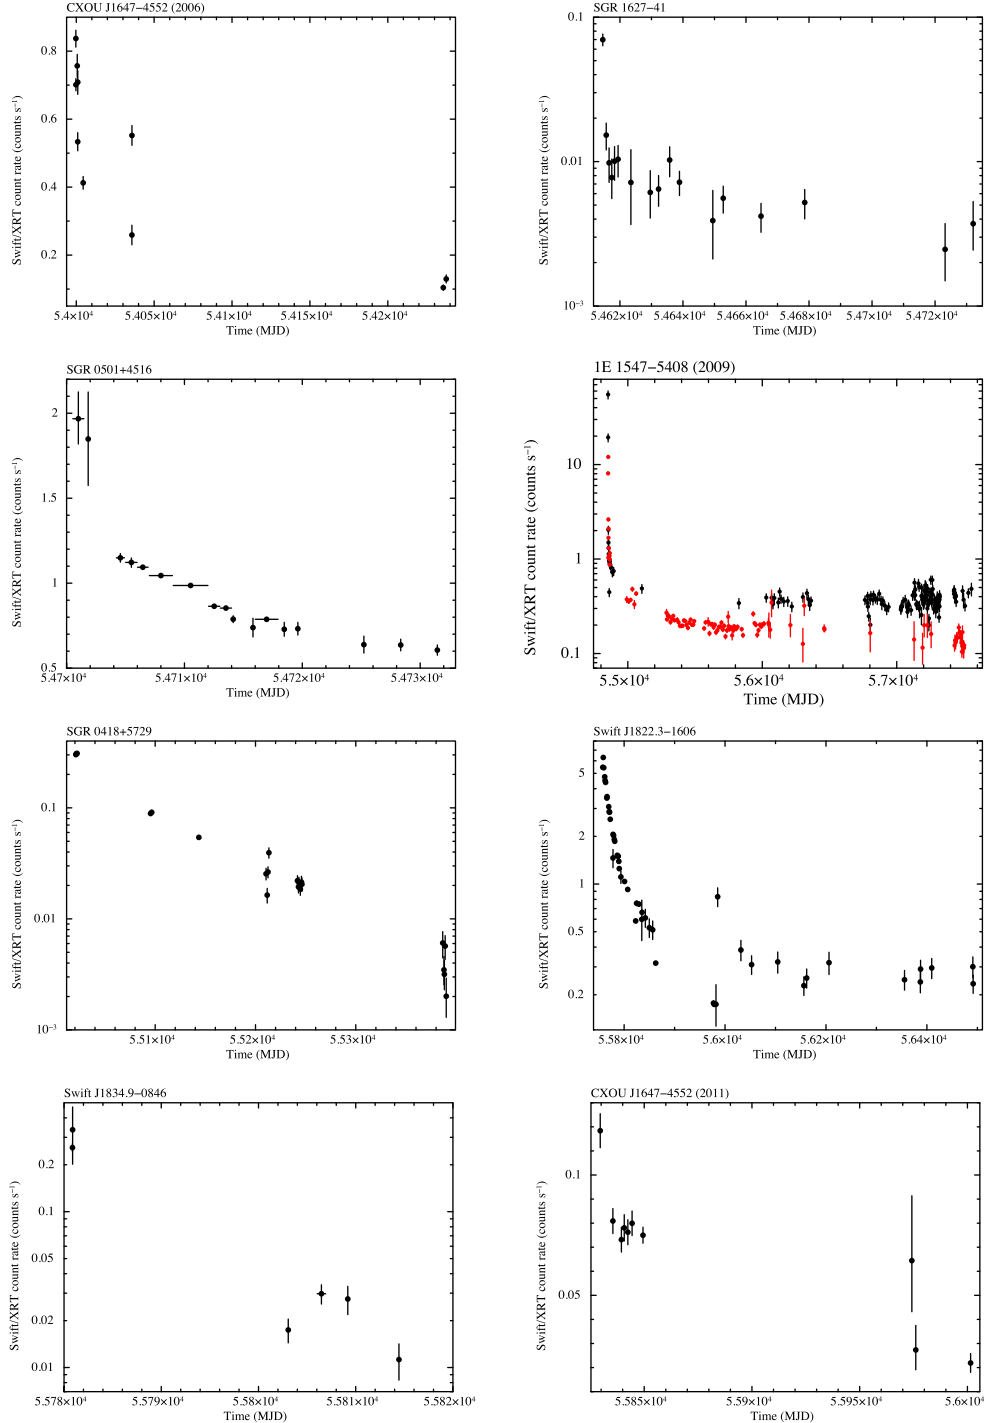 CXOU J1647−4552 (2006)
0.8
0.6
0.4
0.2
Swift/XRT count rate (counts s⁻¹)
5.4×10⁴ 5.405×10⁴ 5.41×10⁴ 5.415×10⁴ 5.42×10⁴
Time (MJD)
SGR 1627−41
0.1
0.01
10⁻³
Swift/XRT count rate (counts s⁻¹)
5.462×10⁴ 5.464×10⁴ 5.466×10⁴ 5.468×10⁴ 5.47×10⁴ 5.472×10⁴
Time (MJD)
SGR 0501+4516
2
1.5
1
0.5
Swift/XRT count rate (counts s⁻¹)
5.47×10⁴ 5.471×10⁴ 5.472×10⁴ 5.473×10⁴
Time (MJD)
1E 1547−5408 (2009)
10
1
0.1
Swift/XRT count rate (counts s⁻¹)
5.5×10⁴ 5.6×10⁴ 5.7×10⁴
Time (MJD)
SGR 0418+5729
0.1
0.01
10⁻³
Swift/XRT count rate (counts s⁻¹)
5.51×10⁴ 5.52×10⁴ 5.53×10⁴
Time (MJD)
Swift J1822.3−1606
5
2
1
0.5
0.2
Swift/XRT count rate (counts s⁻¹)
5.58×10⁴ 5.6×10⁴ 5.62×10⁴ 5.64×10⁴
Time (MJD)
Swift J1834.9−0846
0.2
0.1
0.05
0.02
0.01
Swift/XRT count rate (counts s⁻¹)
5.578×10⁴ 5.579×10⁴ 5.58×10⁴ 5.581×10⁴ 5.582×10⁴
Time (MJD)
CXOU J1647−4552 (2011)
0.1
0.05
Swift/XRT count rate (counts s⁻¹)
5.585×10⁴ 5.59×10⁴ 5.595×10⁴ 5.6×10⁴
Time (MJD)